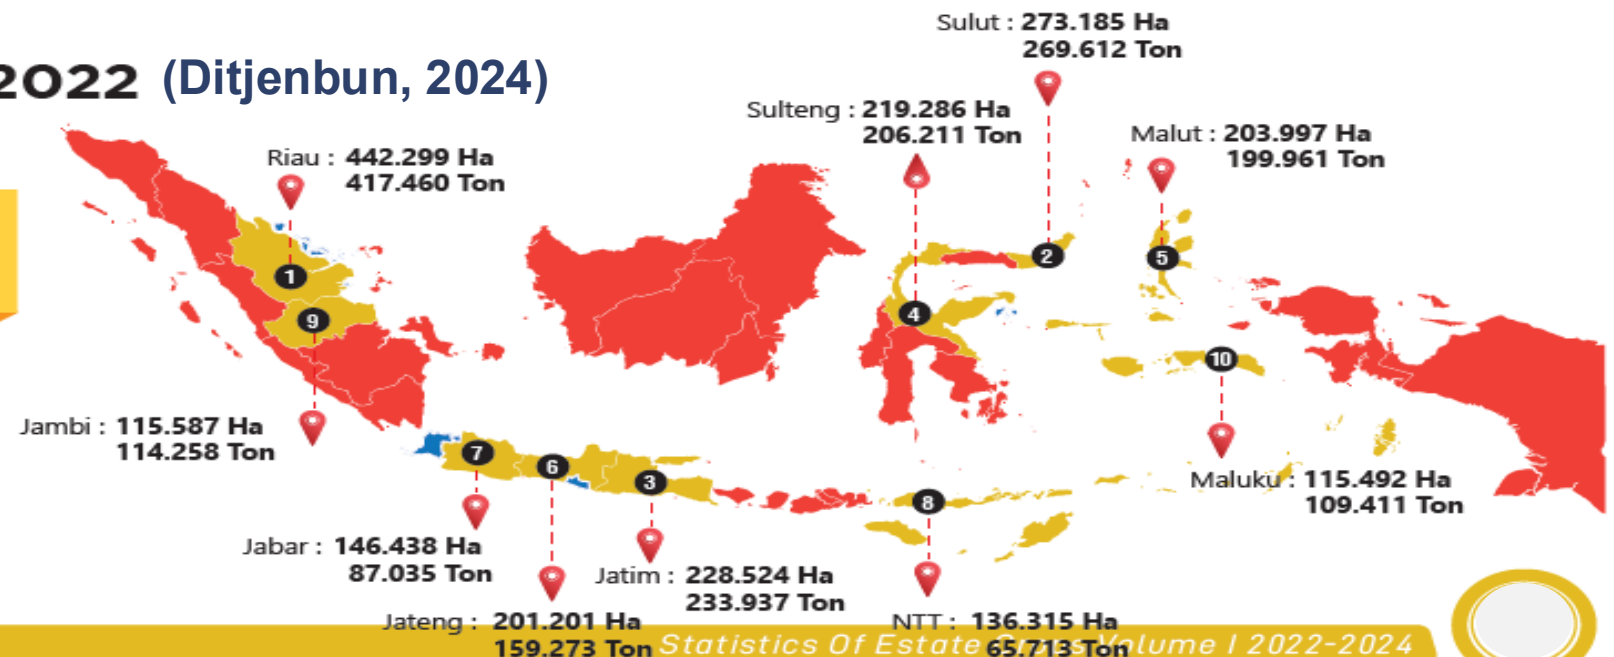 Sulut : 273.185 Ha
269.612 Ton
2022 (Ditjenbun, 2024)
Sulteng : 219.286 Ha
206.211 Ton
Malut : 203.997 Ha
199.961 Ton
Riau : 442.299 Ha
417.460 Ton
1
2
5
9
4
10
Jambi : 115.587 Ha
114.258 Ton
7
6
3
8
Maluku : 115.492 Ha
109.411 Ton
Jabar : 146.438 Ha
87.035 Ton
Jatim : 228.524 Ha
233.937 Ton
Jateng : 201.201 Ha
159.273 Ton
NTT : 136.315 Ha
65.713 Ton
Statistics Of Estate Volume I 2022-2024